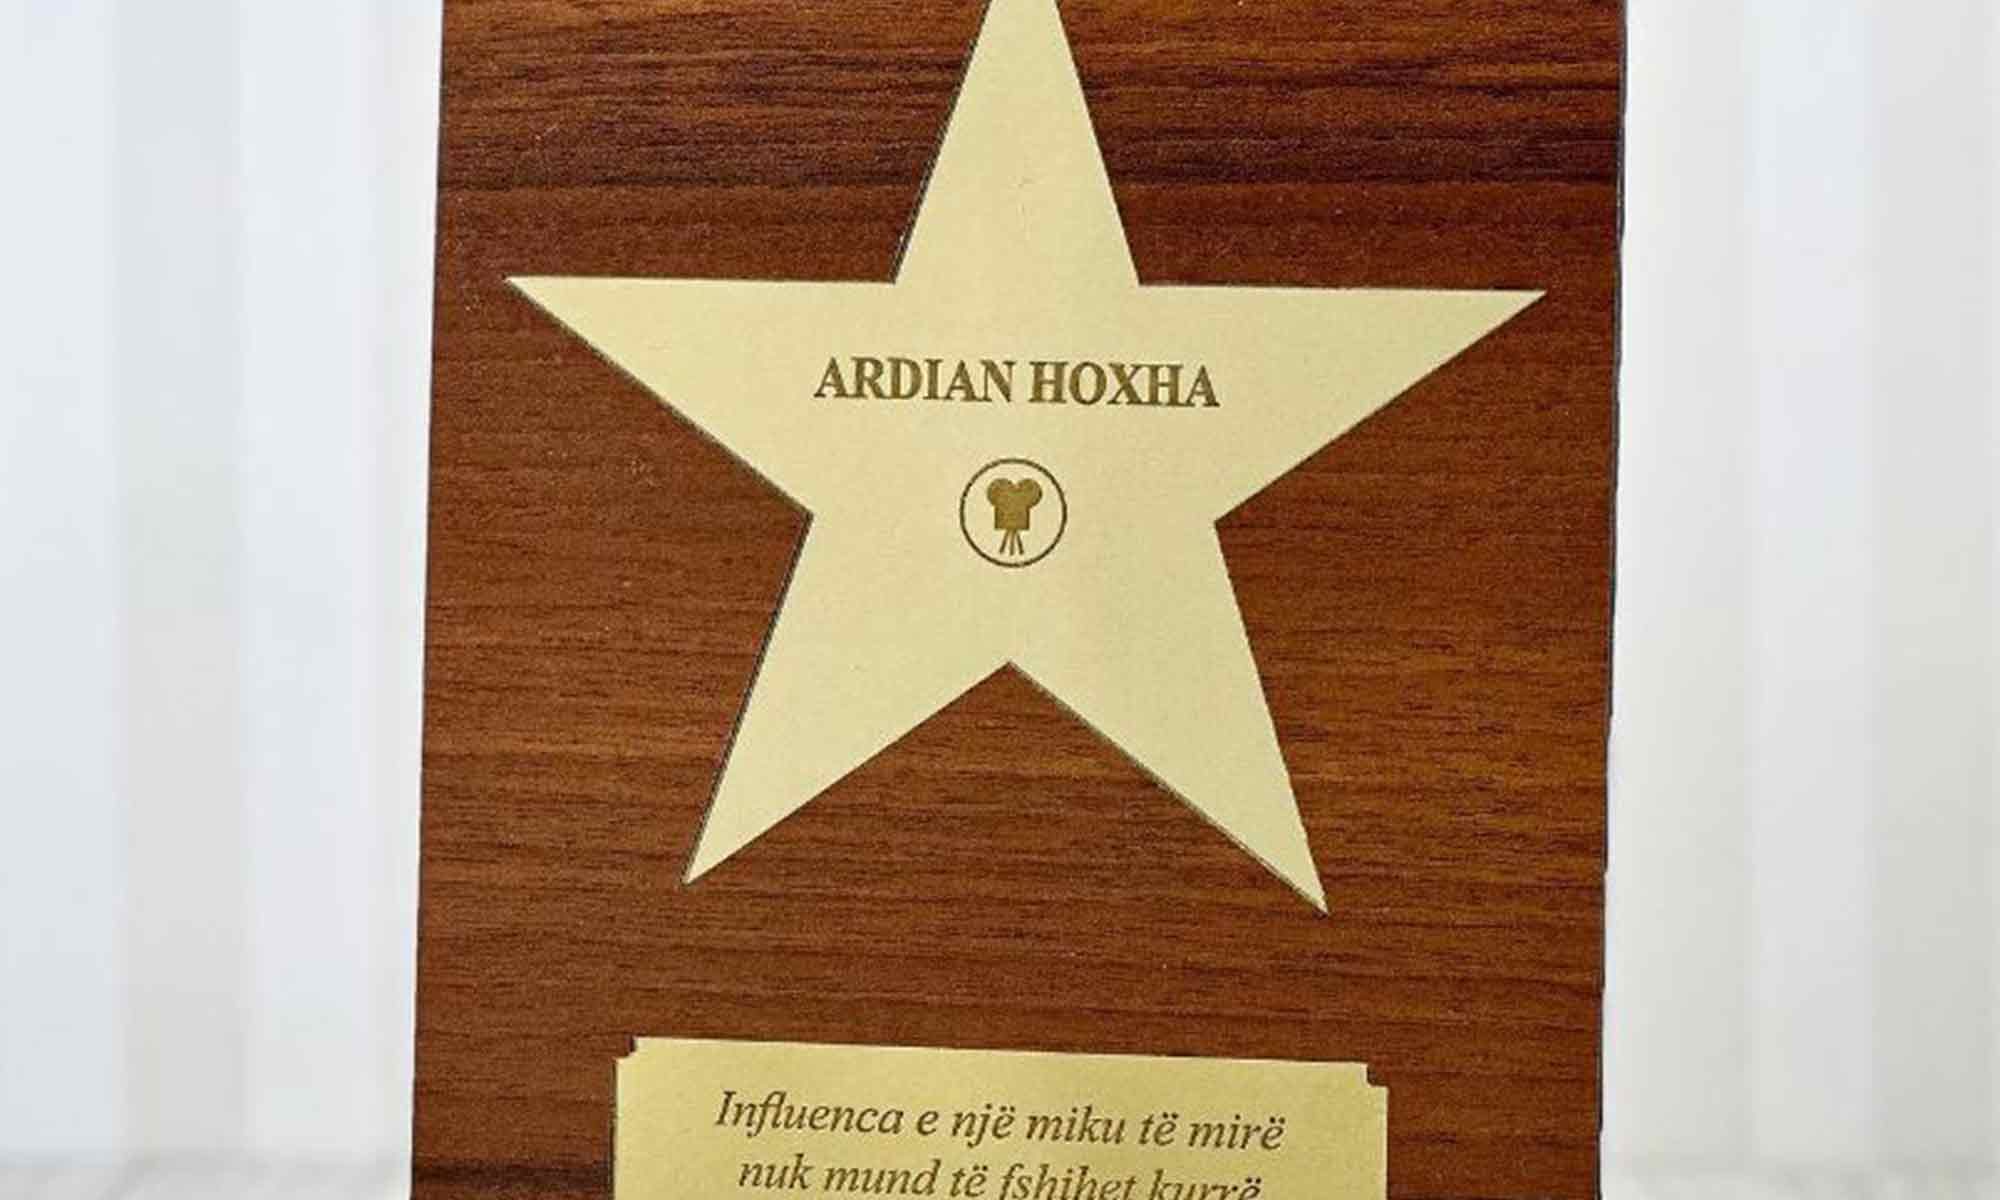 ARDIAN HOXHA
Influenca e një miku të mirë
nuk mund të fshihet kurrë